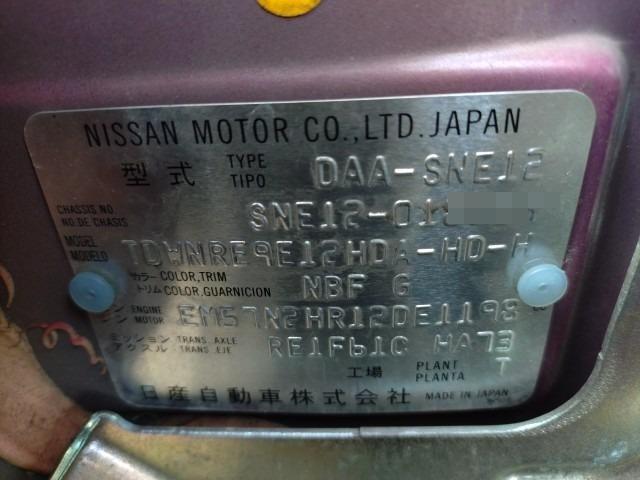 NISSAN MOTOR CO.,LTD.JAPAN
型式 TYPE TIPO DAA-SNE12
CHASSIS NO. NO.DE CHASIS SNE12-01
MODEL MODELO TDWNRE9E12HDA-HD-H
カラー COLOR,TRIM トリム COLOR.GUARNICION NBF G
エンジン ENGINE MOTOR EM57N2HR12DE1198 cc
ミッション TRANS. AXLE アクスル TRANS. EJE RE1F61C HA73
工場 PLANT PLANTA T
日産自動車株式会社 MADE IN JAPAN